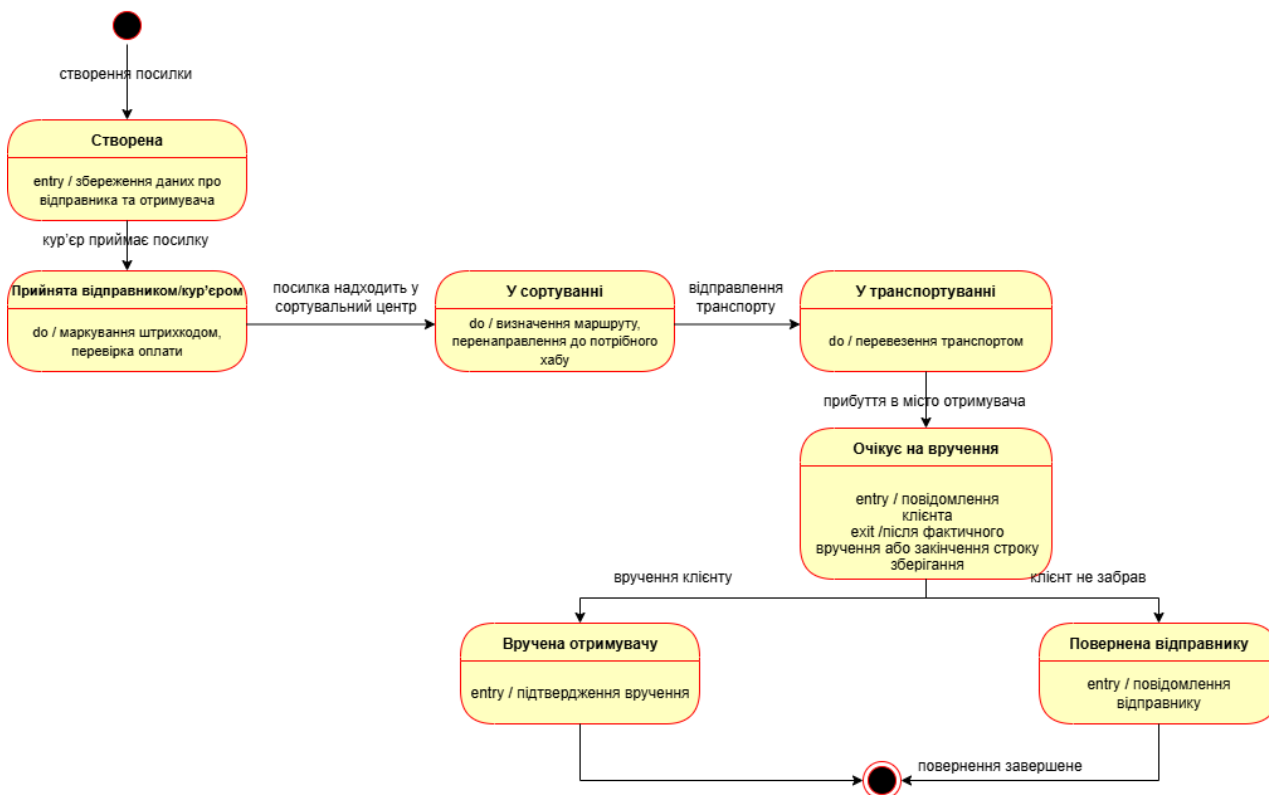 створення посилки
Створена
entry / збереження даних про
відправника та отримувача
кур’єр приймає посилку
Прийнята відправником/кур’єром
do / маркування штрихкодом,
перевірка оплати
посилка надходить у
сортувальний центр
У сортуванні
do / визначення маршруту,
перенаправлення до потрібного
хабу
відправлення
транспорту
У транспортуванні
do / перевезення транспортом
прибуття в місто отримувача
Очікує на вручення
entry / повідомлення
клієнта
exit /після фактичного
вручення або закінчення строку
зберігання
вручення клієнту
клієнт не забрав
Вручена отримувачу
entry / підтвердження вручення
Повернена відправнику
entry / повідомлення
відправнику
повернення завершене